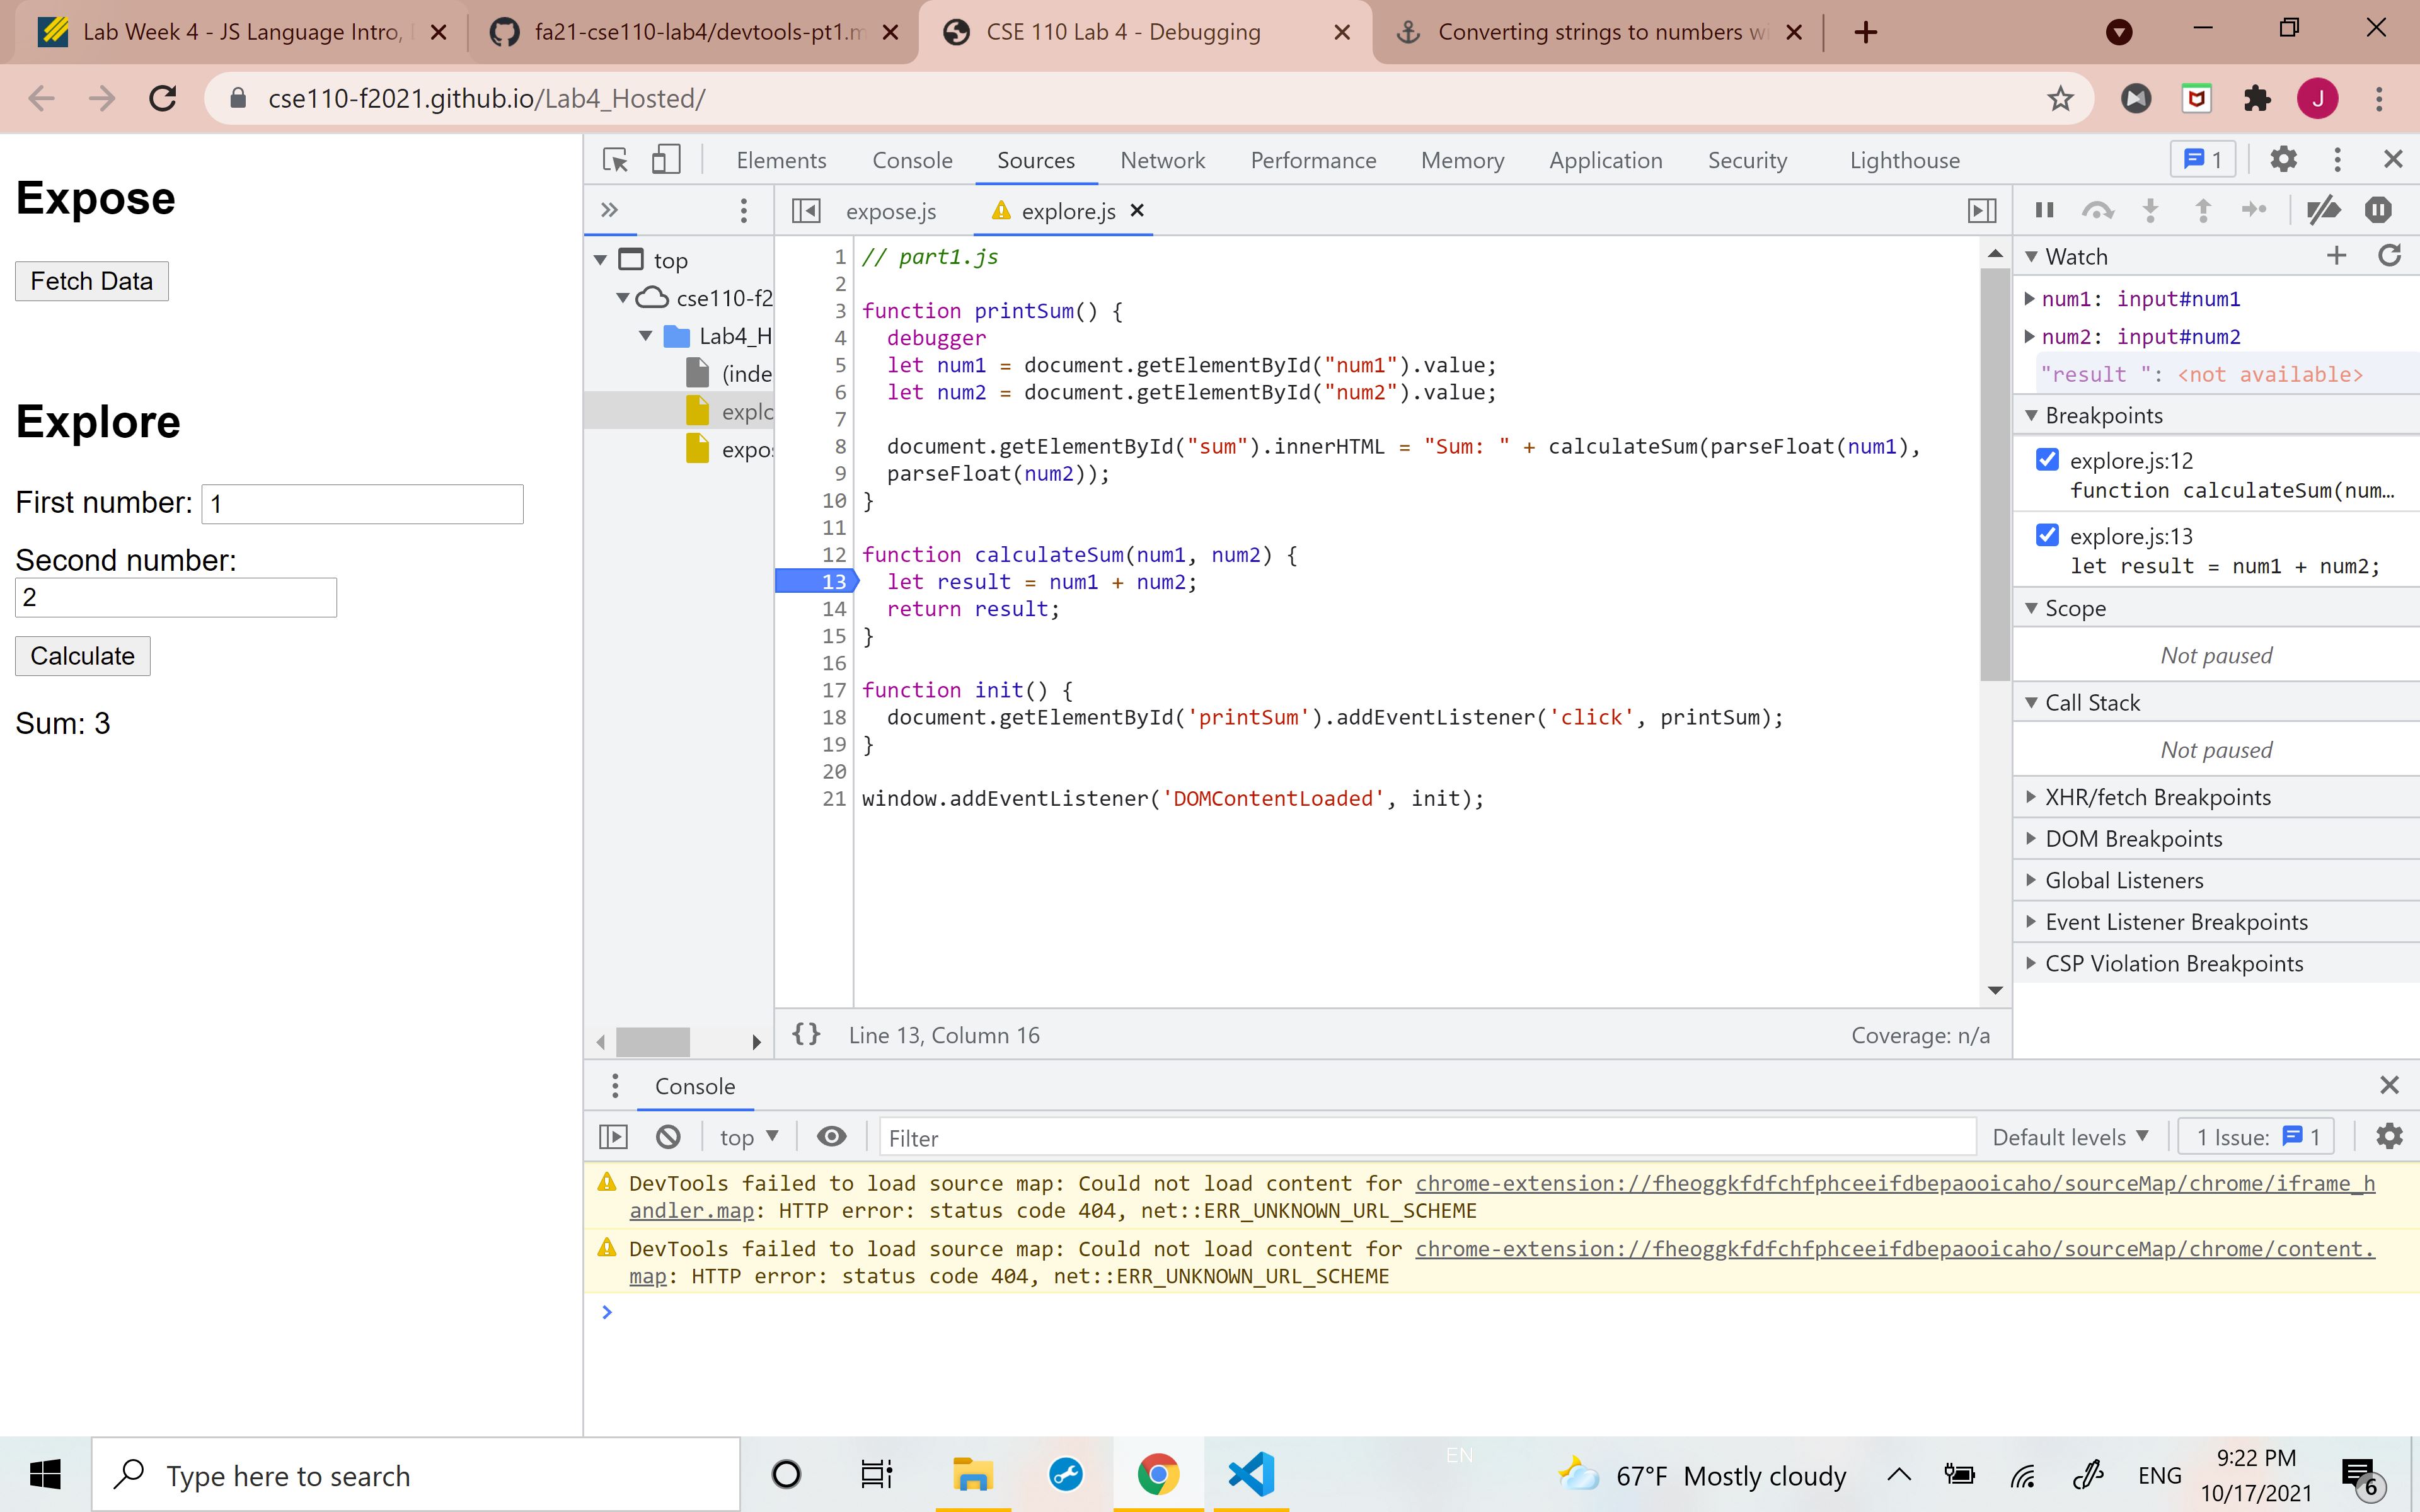 Lab Week 4 - JS Language Intro,
fa21-cse110-lab4/devtools-pt1.m
CSE 110 Lab 4 - Debugging
Converting strings to numbers wi
cse110-f2021.github.io/Lab4_Hosted/
J
Expose
Fetch Data
Explore
First number: 1
Second number:
2
Calculate
Sum: 3
Elements Console Sources Network Performance Memory Application Security Lighthouse 1
expose.js explore.js
top
cse110-f2
Lab4_H
(inde
explo
expos
1 // part1.js
2
3 function printSum() {
4 debugger
5 let num1 = document.getElementById("num1").value;
6 let num2 = document.getElementById("num2").value;
7
8 document.getElementById("sum").innerHTML = "Sum: " + calculateSum(parseFloat(num1),
9 parseFloat(num2));
10 }
11
12 function calculateSum(num1, num2) {
13 let result = num1 + num2;
14 return result;
15 }
16
17 function init() {
18 document.getElementById('printSum').addEventListener('click', printSum);
19 }
20
21 window.addEventListener('DOMContentLoaded', init);
{} Line 13, Column 16 Coverage: n/a
Watch
num1: input#num1
num2: input#num2
"result ": <not available>
Breakpoints
explore.js:12
function calculateSum(num…
explore.js:13
let result = num1 + num2;
Scope
Not paused
Call Stack
Not paused
XHR/fetch Breakpoints
DOM Breakpoints
Global Listeners
Event Listener Breakpoints
CSP Violation Breakpoints
Console
top Filter Default levels 1 Issue: 1
DevTools failed to load source map: Could not load content for chrome-extension://fheoggkfdfchfphceeifdbepaooicaho/sourceMap/chrome/iframe_h
andler.map: HTTP error: status code 404, net::ERR_UNKNOWN_URL_SCHEME
DevTools failed to load source map: Could not load content for chrome-extension://fheoggkfdfchfphceeifdbepaooicaho/sourceMap/chrome/content.
map: HTTP error: status code 404, net::ERR_UNKNOWN_URL_SCHEME
EN
Type here to search
67°F Mostly cloudy
ENG
9:22 PM
10/17/2021
6